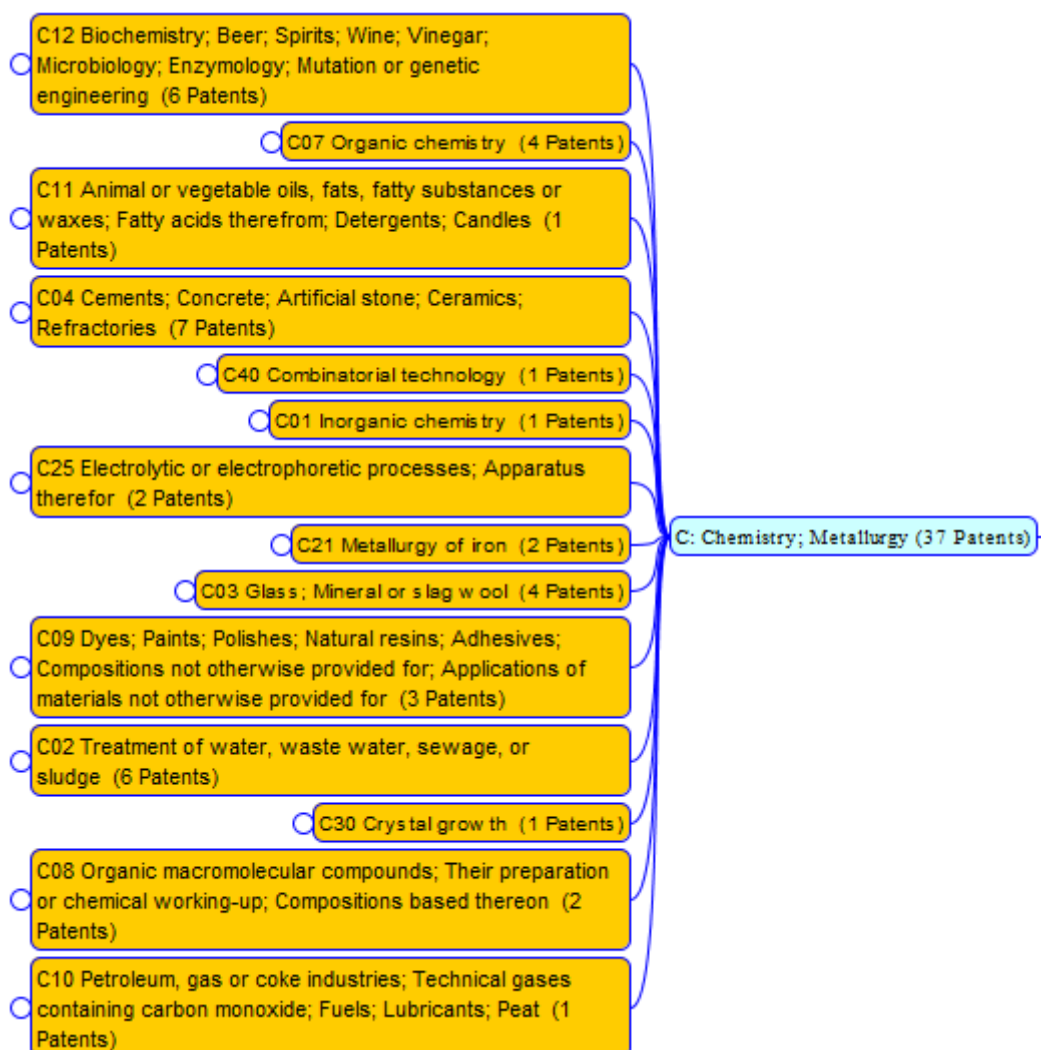 C12 Biochemistry; Beer; Spirits; Wine; Vinegar;
Microbiology; Enzymology; Mutation or genetic
engineering (6 Patents)
C07 Organic chemistry (4 Patents)
C11 Animal or vegetable oils, fats, fatty substances or
waxes; Fatty acids therefrom; Detergents; Candles (1
Patents)
C04 Cements; Concrete; Artificial stone; Ceramics;
Refractories (7 Patents)
C40 Combinatorial technology (1 Patents)
C01 Inorganic chemistry (1 Patents)
C25 Electrolytic or electrophoretic processes; Apparatus
therefor (2 Patents)
C21 Metallurgy of iron (2 Patents)
C: Chemistry; Metallurgy (37 Patents)
C03 Glass; Mineral or slag wool (4 Patents)
C09 Dyes; Paints; Polishes; Natural resins; Adhesives;
Compositions not otherwise provided for; Applications of
materials not otherwise provided for (3 Patents)
C02 Treatment of water, waste water, sewage, or
sludge (6 Patents)
C30 Crystal growth (1 Patents)
C08 Organic macromolecular compounds; Their preparation
or chemical working-up; Compositions based thereon (2
Patents)
C10 Petroleum, gas or coke industries; Technical gases
containing carbon monoxide; Fuels; Lubricants; Peat (1
Patents)